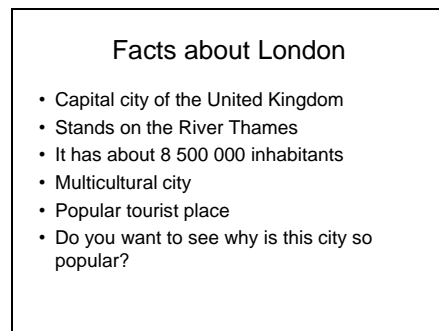 Facts about London
• Capital city of the United Kingdom
• Stands on the River Thames
• It has about 8 500 000 inhabitants
• Multicultural city
• Popular tourist place
• Do you want to see why is this city so
popular?